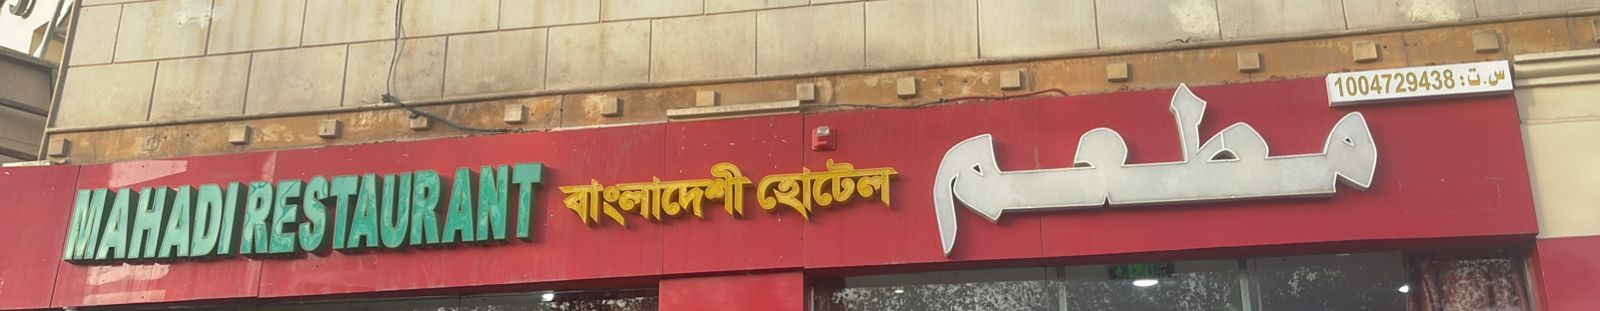 س.ت: 1004729438
MAHADI RESTAURANT বাংলাদেশী হোটেল مطعم